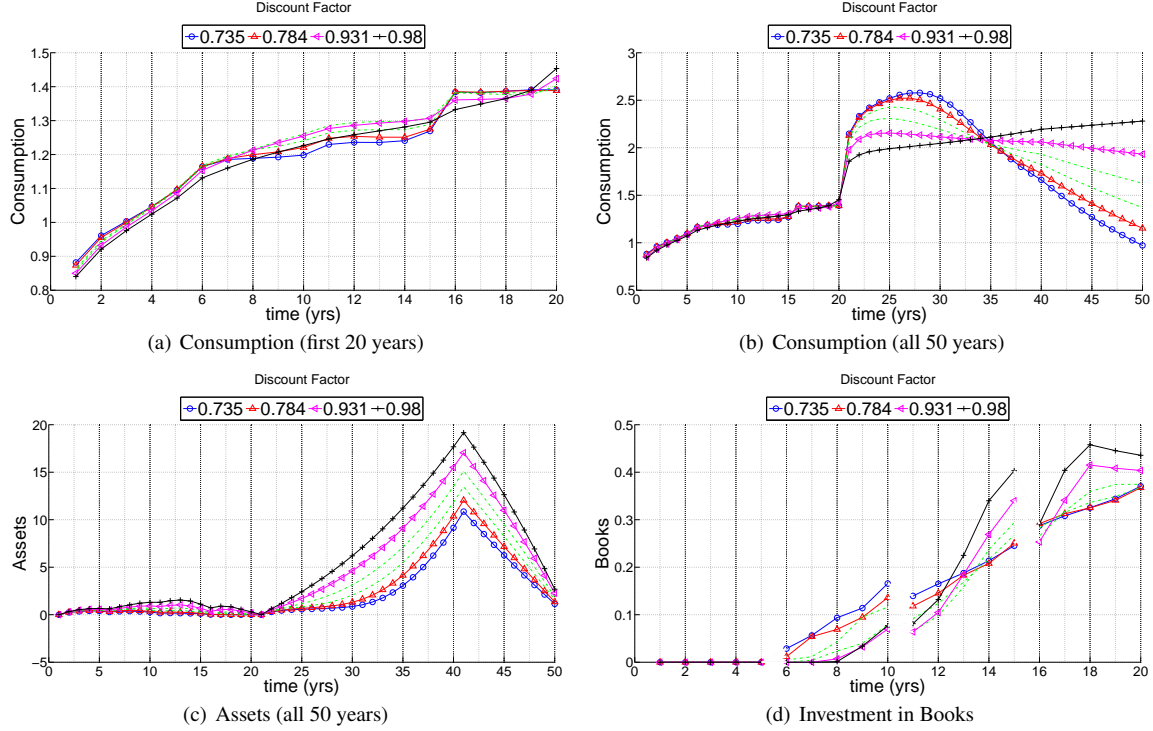 Discount Factor
0.735 0.784 0.931 0.98
1.5
1.4
1.3
1.2
1.1
1
0.9
0.8
Consumption
0 2 4 6 8 10 12 14 16 18 20
time (yrs)
(a) Consumption (first 20 years)
Discount Factor
0.735 0.784 0.931 0.98
3
2.5
2
1.5
1
0.5
Consumption
0 5 10 15 20 25 30 35 40 45 50
time (yrs)
(b) Consumption (all 50 years)
Discount Factor
0.735 0.784 0.931 0.98
20
15
10
5
0
−5
Assets
0 5 10 15 20 25 30 35 40 45 50
time (yrs)
(c) Assets (all 50 years)
Discount Factor
0.735 0.784 0.931 0.98
0.5
0.4
0.3
0.2
0.1
0
Books
0 2 4 6 8 10 12 14 16 18 20
time (yrs)
(d) Investment in Books